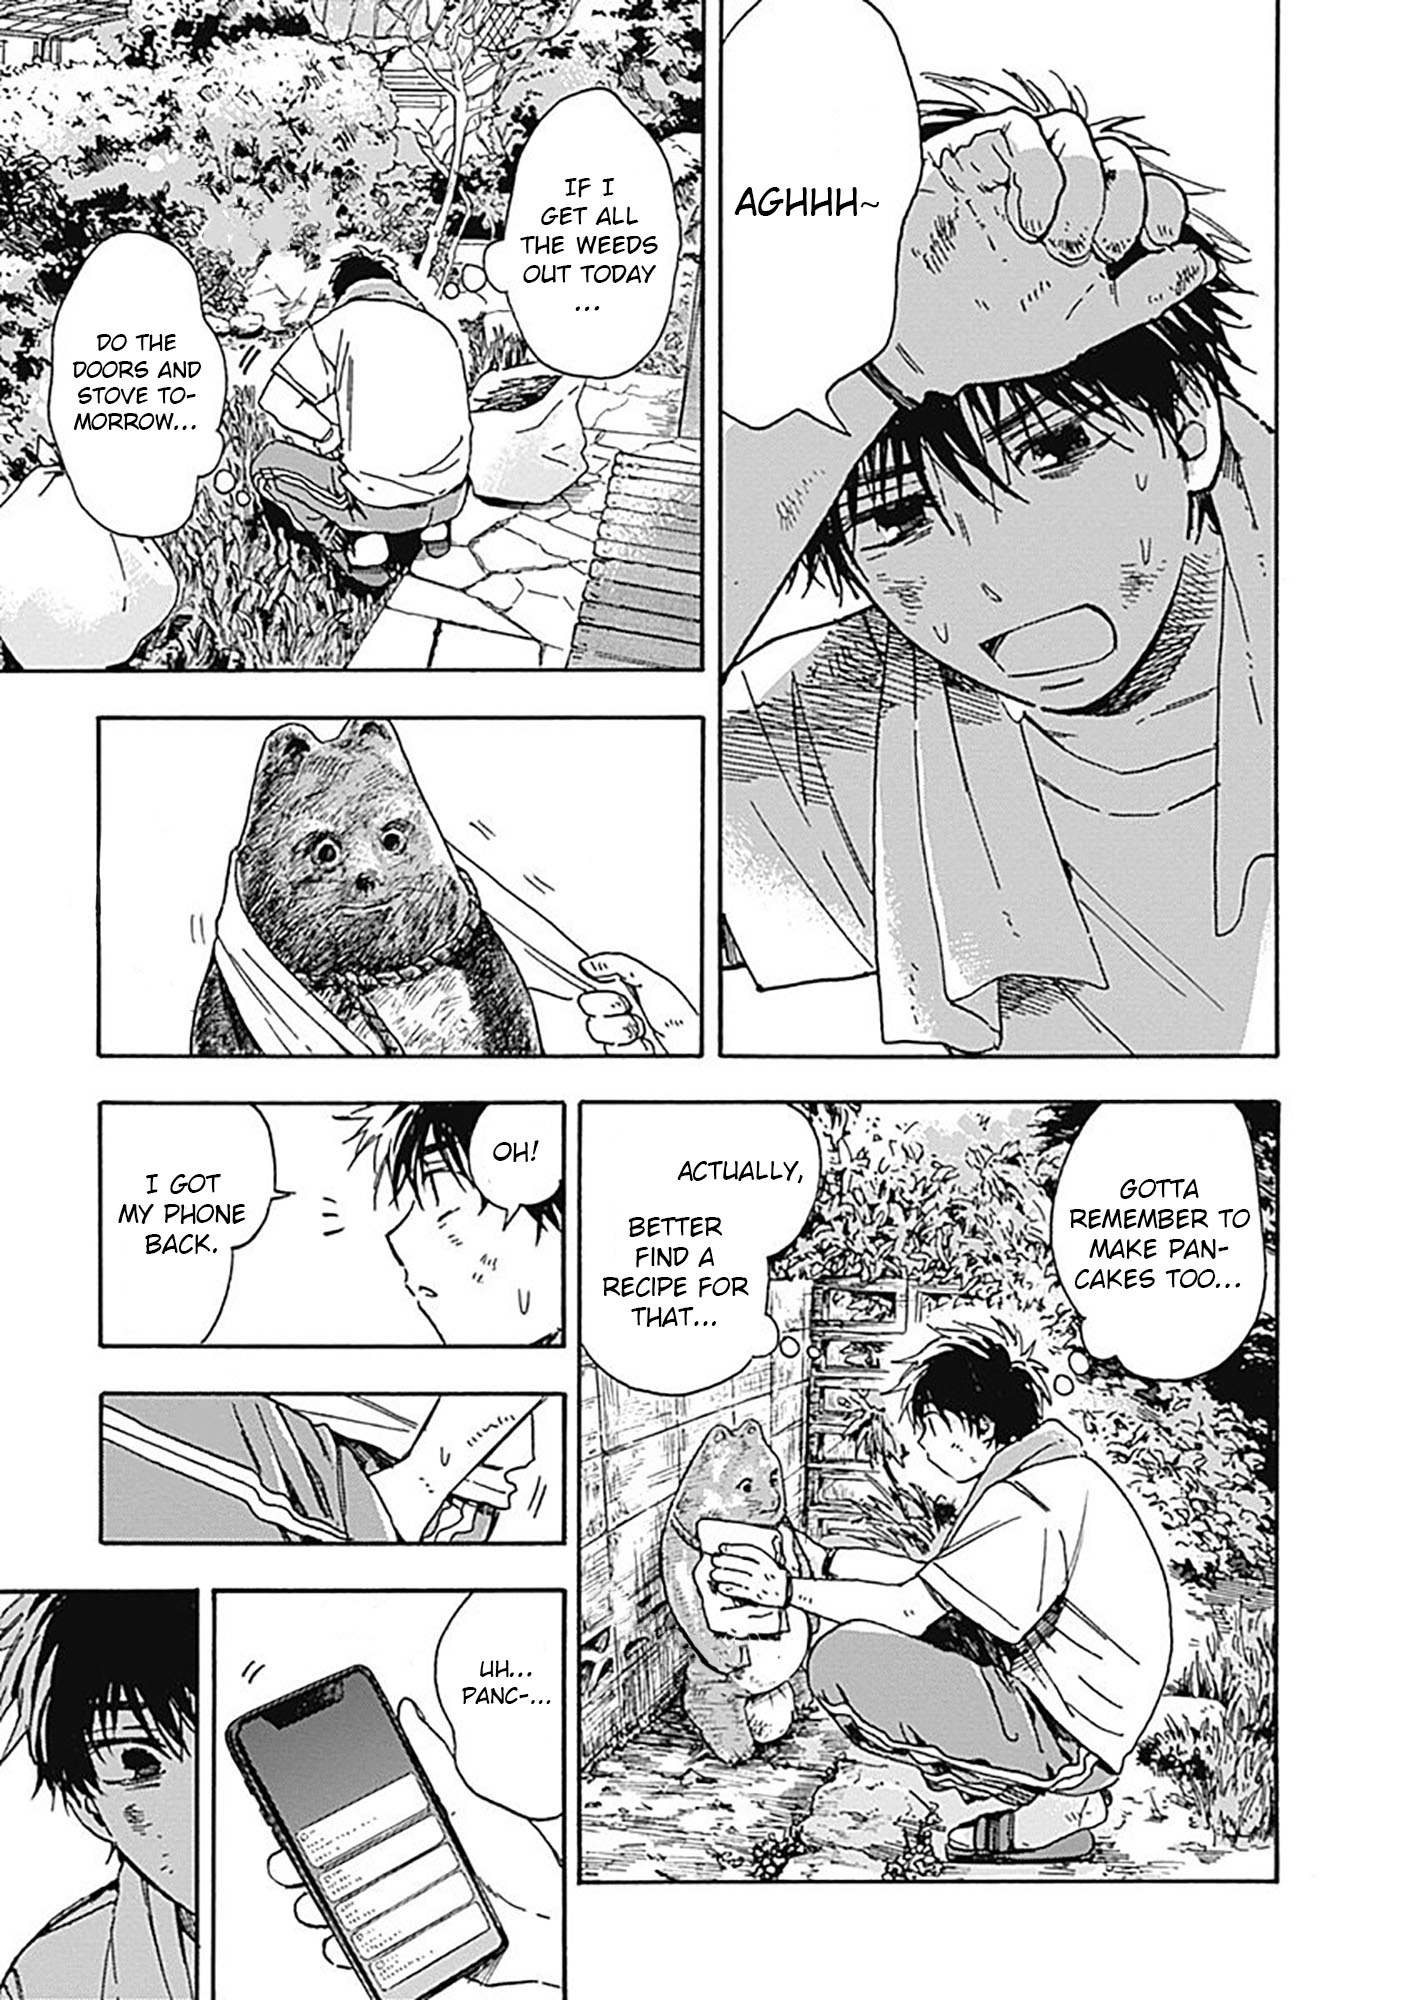 AGHHH~
IF I
GET ALL
THE WEEDS
OUT TODAY
...
DO THE
DOORS AND
STOVE TO-
MORROW...
GOTTA
REMEMBER TO
MAKE PAN-
CAKES TOO...
ACTUALLY,
BETTER
FIND A
RECIPE FOR
THAT...
OH!
I GOT
MY PHONE
BACK.
UH...
PANC-...